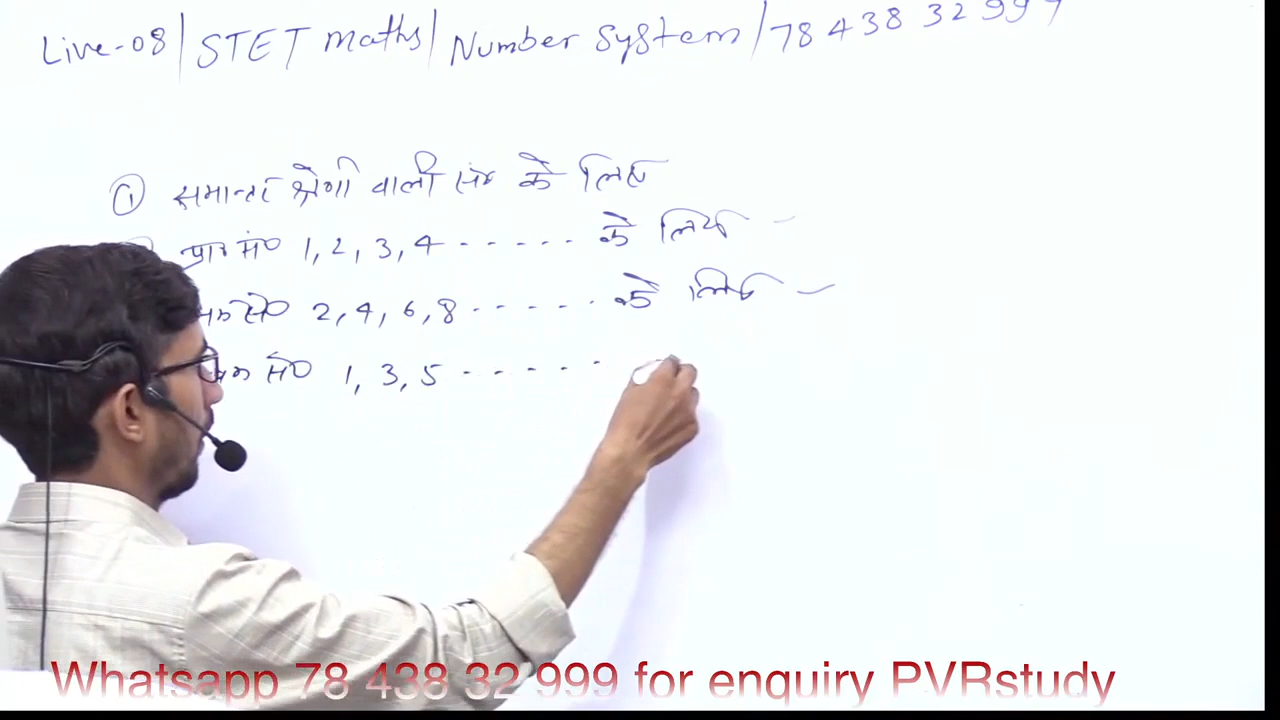 Live-08 | STET maths | Number System | 78 438 32 999
① समान्तर श्रेणी वाली सं० के लिए
सं० 1, 2, 3, 4 ..... के लिये
सं० 2, 4, 6, 8 ..... के लिए
सं० 1, 3, 5 .....
Whatsapp 78 438 32 999 for enquiry PVRstudy